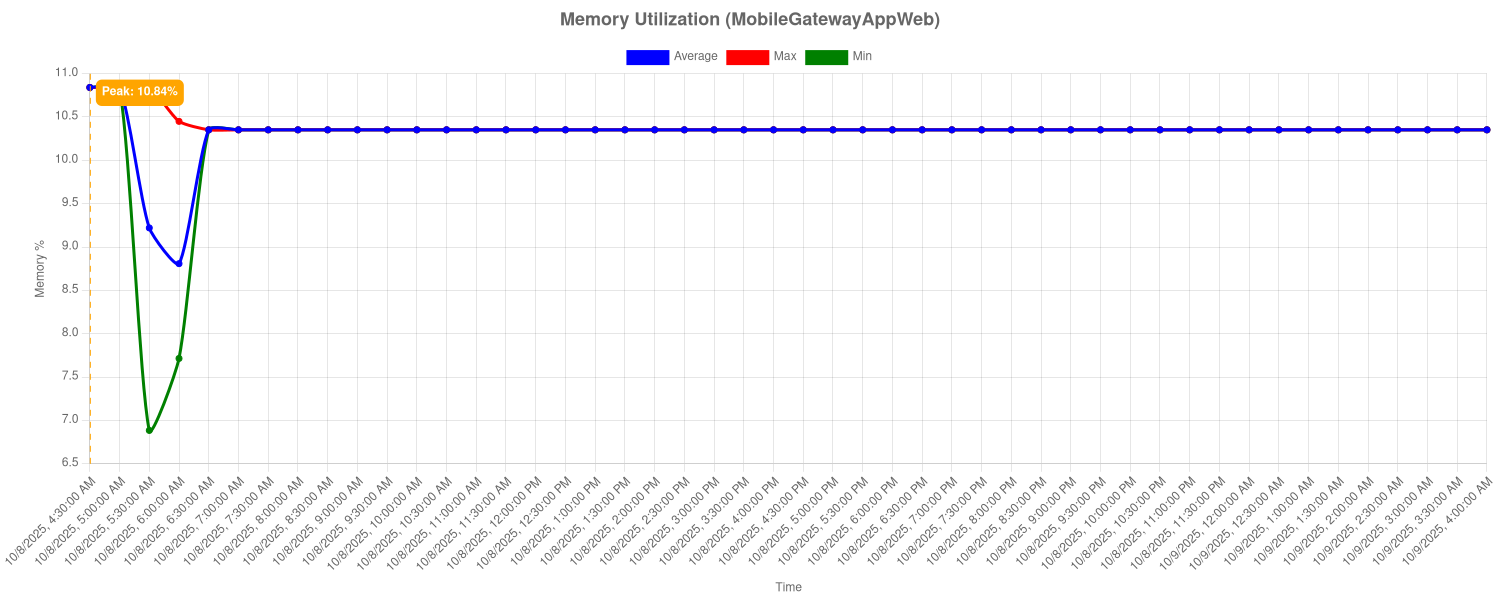 Memory Utilization (MobileGatewayAppWeb)
Average Max Min
11.0
10.5
10.0
9.5
9.0
8.5
8.0
7.5
7.0
6.5
Memory %
Peak: 10.84%
10/8/2025, 4:30:00 AM
10/8/2025, 5:00:00 AM
10/8/2025, 5:30:00 AM
10/8/2025, 6:00:00 AM
10/8/2025, 6:30:00 AM
10/8/2025, 7:00:00 AM
10/8/2025, 7:30:00 AM
10/8/2025, 8:00:00 AM
10/8/2025, 8:30:00 AM
10/8/2025, 9:00:00 AM
10/8/2025, 9:30:00 AM
10/8/2025, 10:00:00 AM
10/8/2025, 10:30:00 AM
10/8/2025, 11:00:00 AM
10/8/2025, 11:30:00 AM
10/8/2025, 12:00:00 PM
10/8/2025, 12:30:00 PM
10/8/2025, 1:00:00 PM
10/8/2025, 1:30:00 PM
10/8/2025, 2:00:00 PM
10/8/2025, 2:30:00 PM
10/8/2025, 3:00:00 PM
10/8/2025, 3:30:00 PM
10/8/2025, 4:00:00 PM
10/8/2025, 4:30:00 PM
10/8/2025, 5:00:00 PM
10/8/2025, 5:30:00 PM
10/8/2025, 6:00:00 PM
10/8/2025, 6:30:00 PM
10/8/2025, 7:00:00 PM
10/8/2025, 7:30:00 PM
10/8/2025, 8:00:00 PM
10/8/2025, 8:30:00 PM
10/8/2025, 9:00:00 PM
10/8/2025, 9:30:00 PM
10/8/2025, 10:00:00 PM
10/8/2025, 10:30:00 PM
10/8/2025, 11:00:00 PM
10/8/2025, 11:30:00 PM
10/9/2025, 12:00:00 AM
10/9/2025, 12:30:00 AM
10/9/2025, 1:00:00 AM
10/9/2025, 1:30:00 AM
10/9/2025, 2:00:00 AM
10/9/2025, 2:30:00 AM
10/9/2025, 3:00:00 AM
10/9/2025, 3:30:00 AM
10/9/2025, 4:00:00 AM
Time